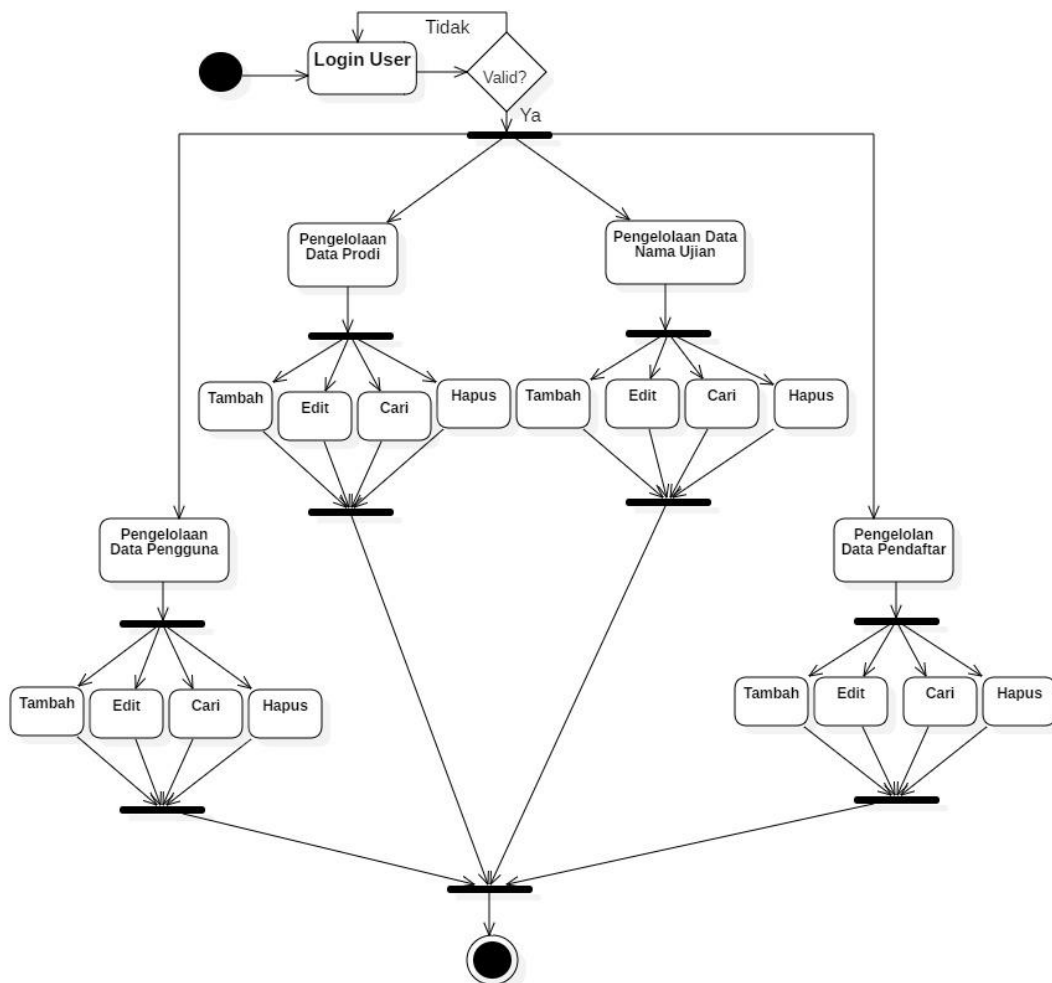 Tidak
Login User
Valid?
Ya
Pengelolaan
Data Prodi
Pengelolaan Data
Nama Ujian
Tambah
Edit
Cari
Hapus
Tambah
Edit
Cari
Hapus
Pengelolaan
Data Pengguna
Pengelolan
Data Pendaftar
Tambah
Edit
Cari
Hapus
Tambah
Edit
Cari
Hapus